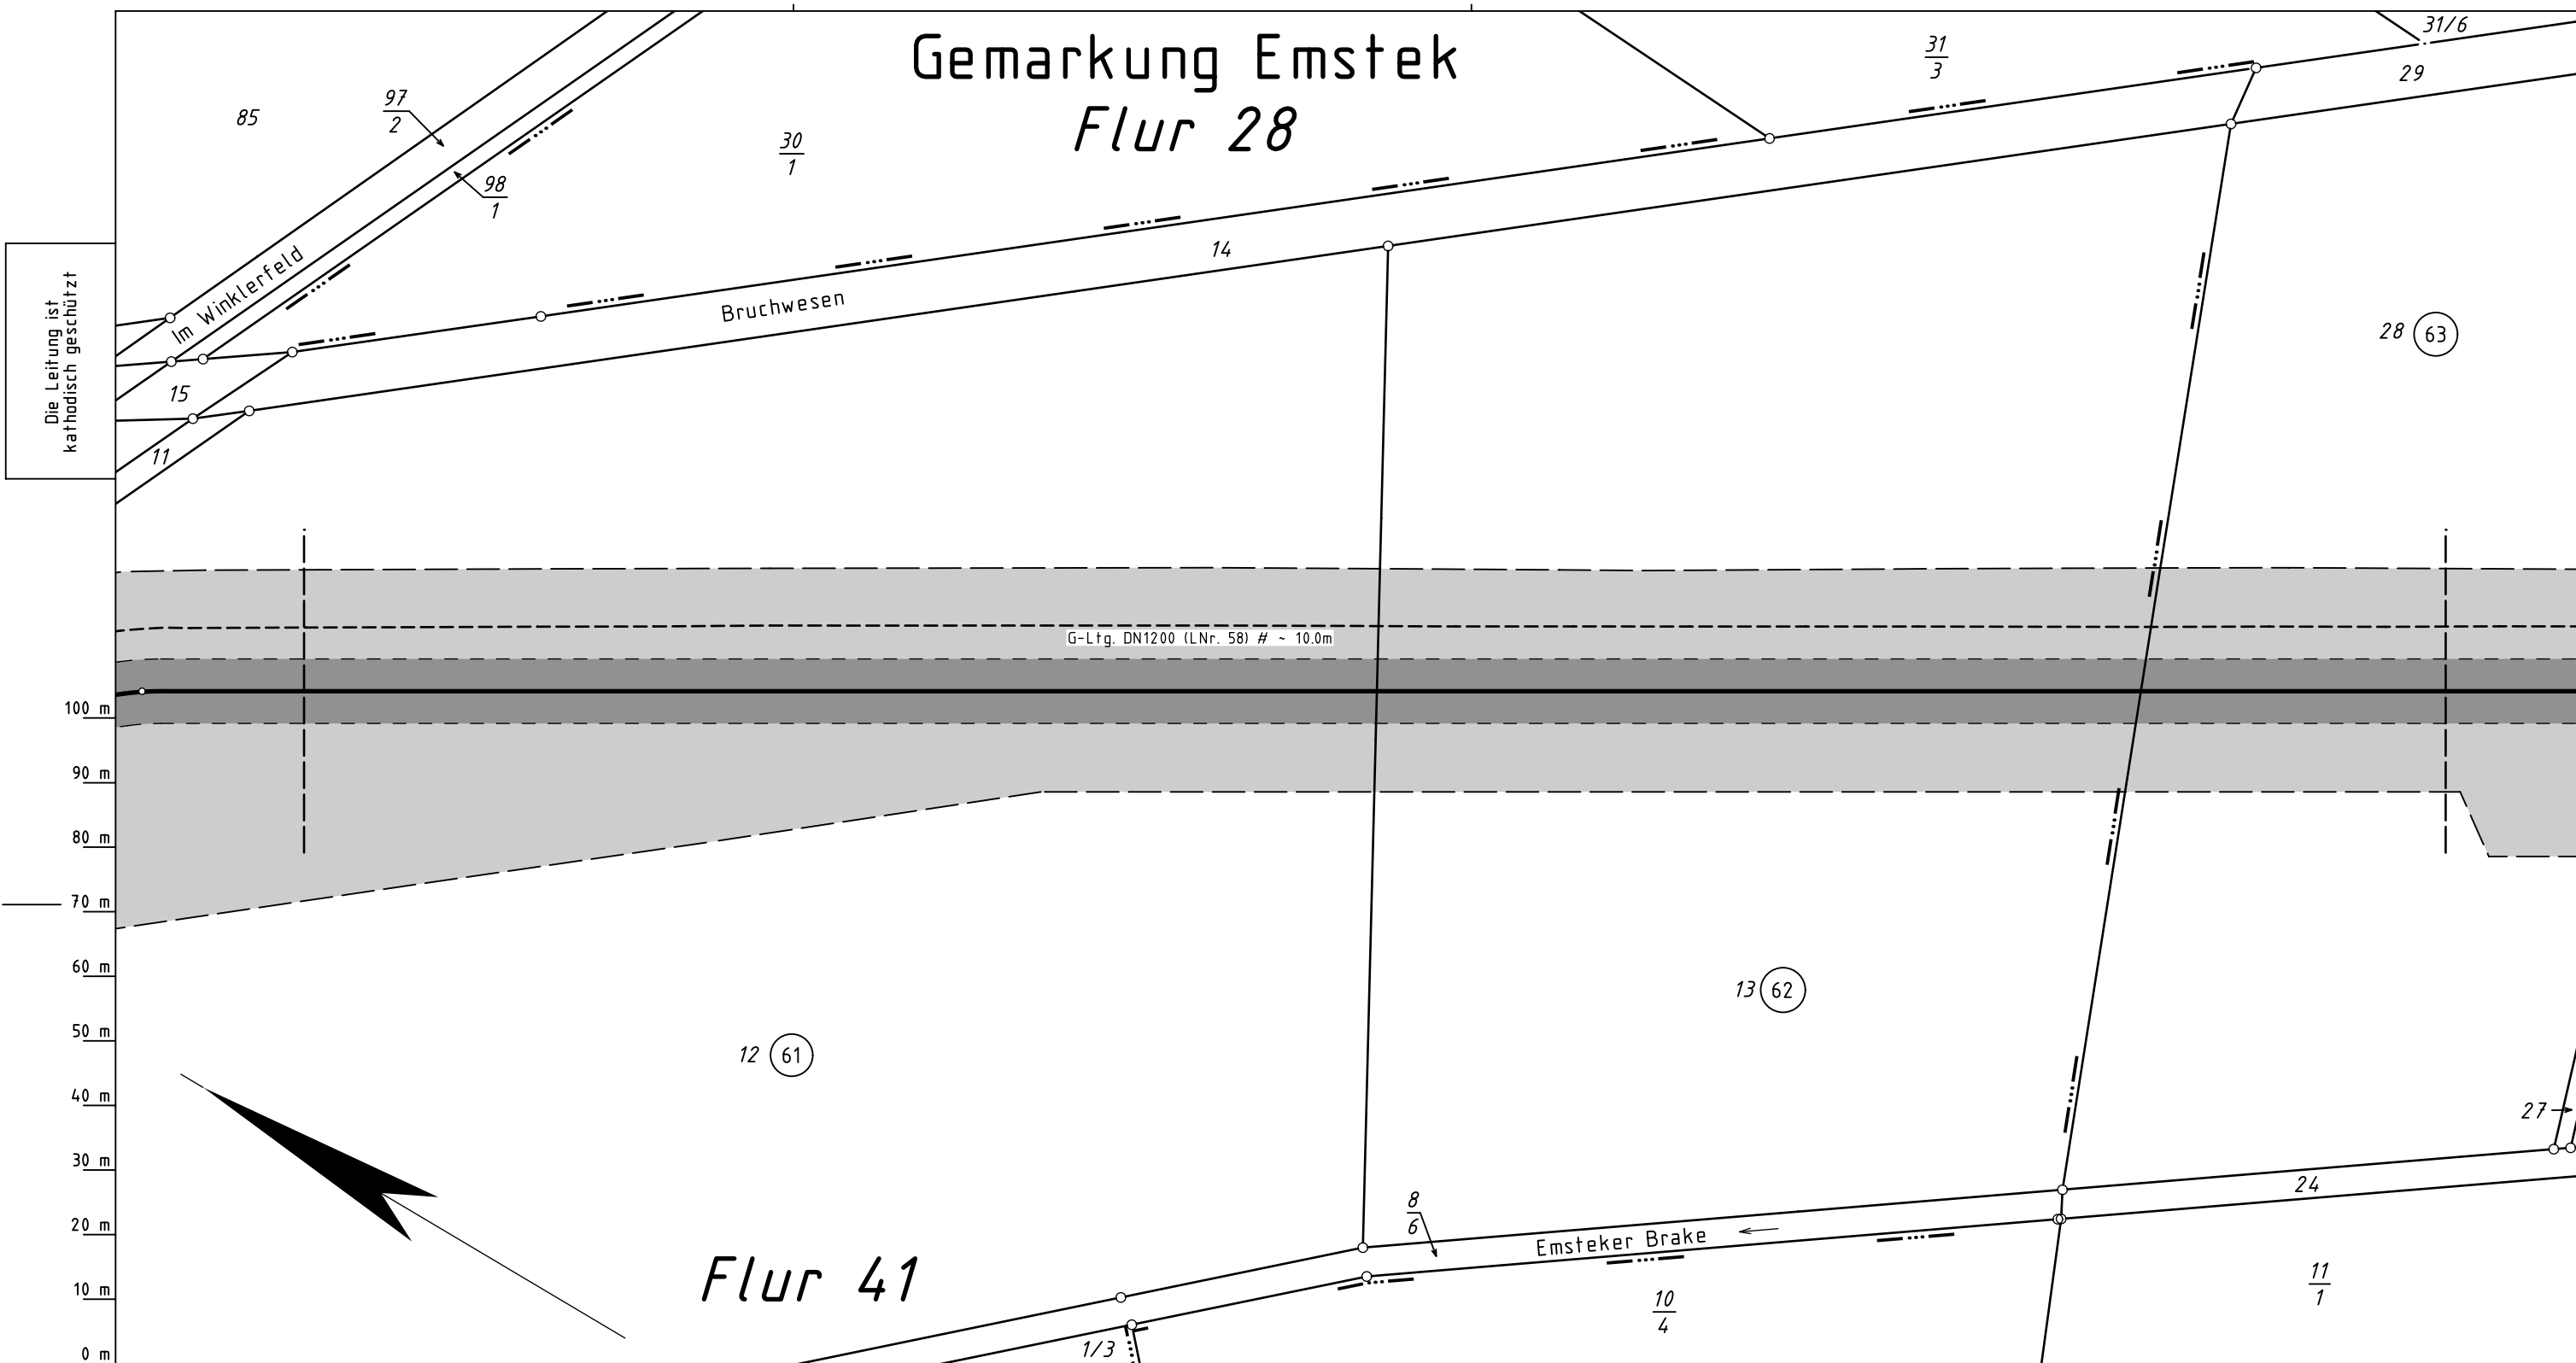 Gemarkung Emstek
Flur 28
31/6
31
3
29
85
97
2
30
1
98
1
14
Im Winklerfeld
Bruchwesen
Die Leitung ist
kathodisch geschützt
28 63
15
11
G-Ltg. DN1200 (LNr. 58) # ~ 10.0m
100 m
90 m
80 m
70 m
60 m
50 m
40 m
30 m
20 m
10 m
0 m
13 62
12 61
27
24
8
6
Emsteker Brake
Flur 41
11
1
10
4
1/3